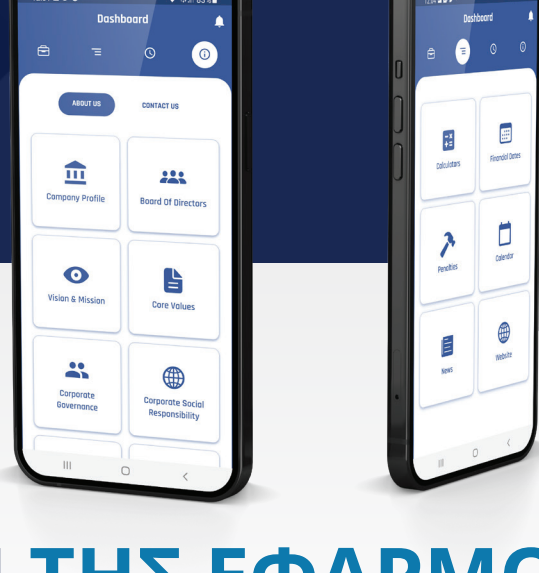 Dashboard
ABOUT US
CONTACT US
Company Profile
Board Of Directors
Vision & Mission
Core Values
Corporate
Governance
Corporate Social
Responsibility
Dashboard
Calculators
Financial Dates
Penalties
Calendar
News
Website
ΤΗΣ ΕΦΑΡΜΟ